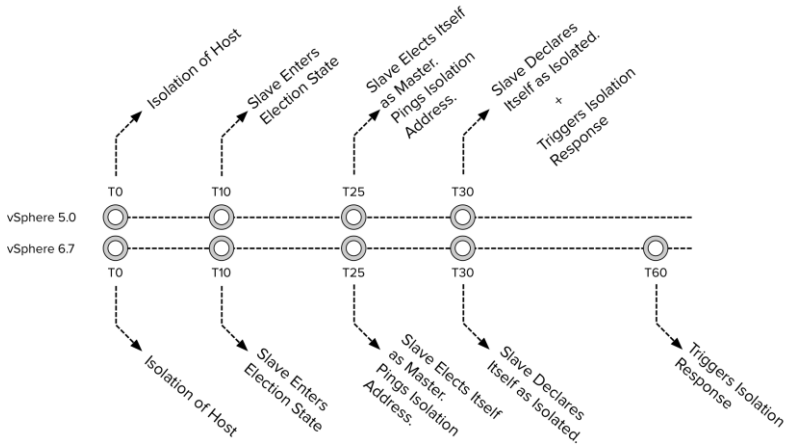 Isolation of Host
Slave Enters
Election State
Slave Elects Itself
as Master.
Pings Isolation
Address.
Slave Declares
Itself as Isolated.
+
Triggers Isolation
Response
T0
T10
T25
T30
vSphere 5.0
vSphere 6.7
T0
T10
T25
T30
T60
Isolation of Host
Slave Enters
Election State
Slave Elects Itself
as Master.
Pings Isolation
Address.
Slave Declares
Itself as Isolated.
Triggers Isolation
Response